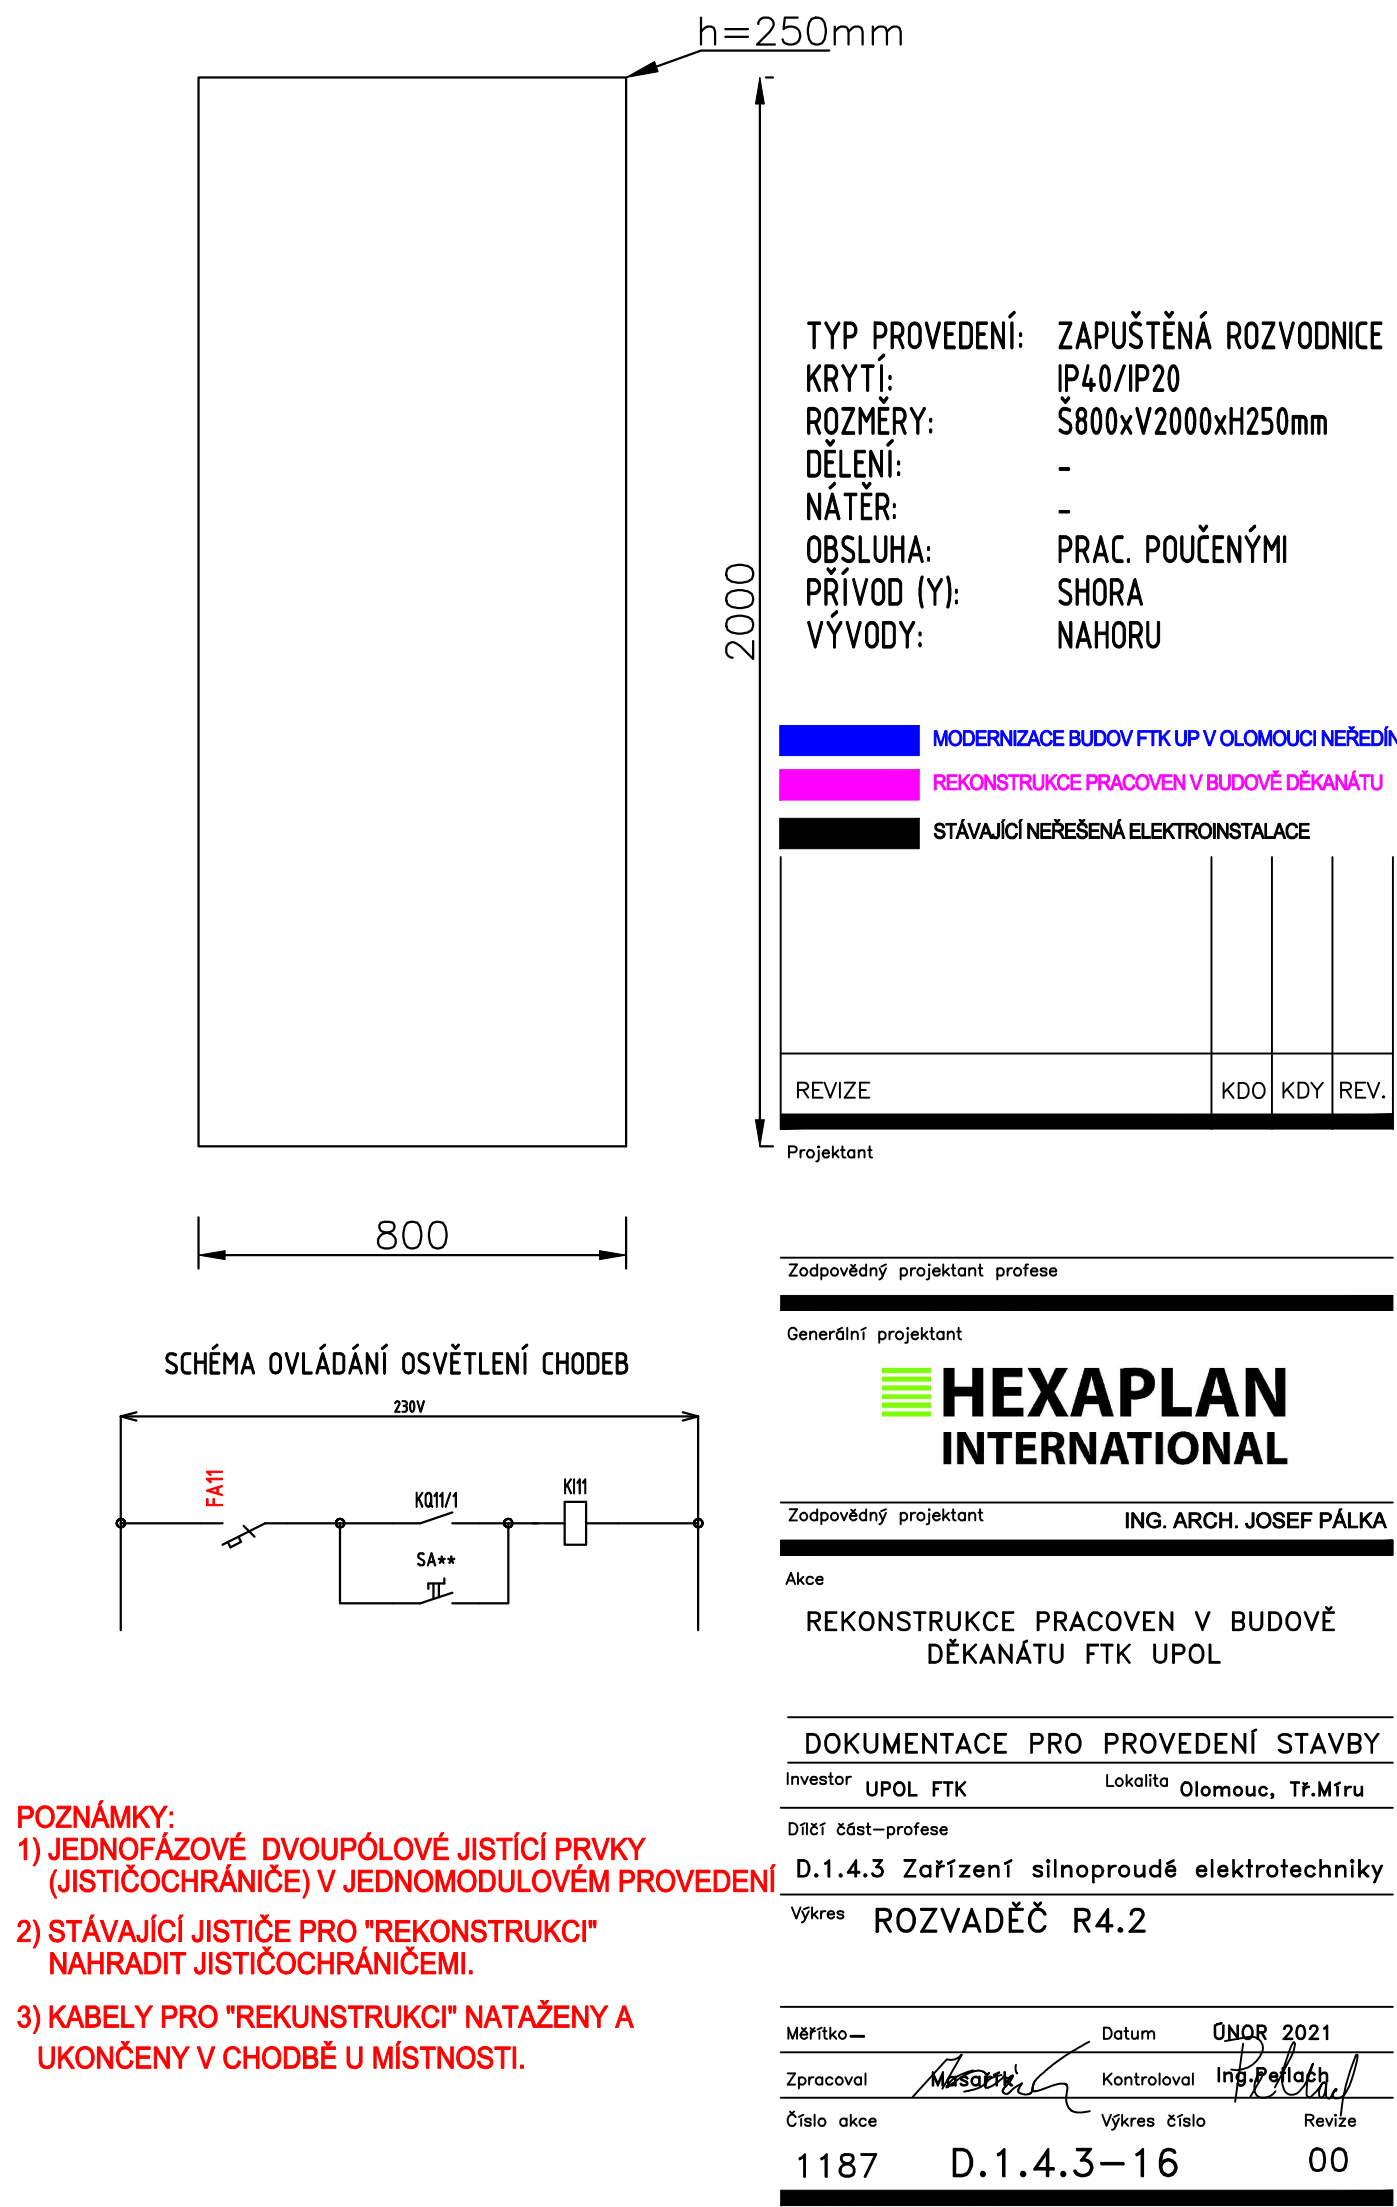 h=250mm
2000
800
TYP PROVEDENÍ: ZAPUŠTĚNÁ ROZVODNICE
KRYTÍ: IP40/IP20
ROZMĚRY: Š800xV2000xH250mm
DĚLENÍ: -
NÁTĚR: -
OBSLUHA: PRAC. POUČENÝMI
PŘÍVOD (Y): SHORA
VÝVODY: NAHORU
MODERNIZACE BUDOV FTK UP V OLOMOUCI
REKONSTRUKCE PRACOVEN V BUDOVĚ DĚKANÁTU
STÁVAJÍCÍ NEŘEŠENÁ ELEKTROINSTALACE
REVIZE KDO KDY REV.
Projektant
Zodpovědný projektant profese
Generální projektant
HEXAPLAN
INTERNATIONAL
Zodpovědný projektant ING. ARCH. JOSEF PÁLKA
Akce
REKONSTRUKCE PRACOVEN V BUDOVĚ
DĚKANÁTU FTK UPOL
DOKUMENTACE PRO PROVEDENÍ STAVBY
Investor UPOL FTK Lokalita Olomouc, Tř.Míru
Dílčí část-profese
D.1.4.3 Zařízení silnoproudé elektrotechniky
Výkres ROZVADĚČ R4.2
Měřítko- Datum ÚNOR 2021
Zpracoval Masařík Kontroloval Ing.Petlach
Číslo akce Výkres číslo Revize
1187 D.1.4.3-16 00
SCHÉMA OVLÁDÁNÍ OSVĚTLENÍ CHODEB
230V
FA11
KQ11/1
KI11
SA**
POZNÁMKY:
1) JEDNOFÁZOVÉ DVOUPÓLOVÉ JISTÍCÍ PRVKY
(JISTIČOCHRÁNIČE) V JEDNOMODULOVÉM PROVEDENÍ
2) STÁVAJÍCÍ JISTIČE PRO "REKONSTRUKCI"
NAHRADIT JISTIČOCHRÁNIČEMI.
3) KABELY PRO "REKUNSTRUKCI" NATAŽENY A
UKONČENY V CHODBĚ U MÍSTNOSTI.